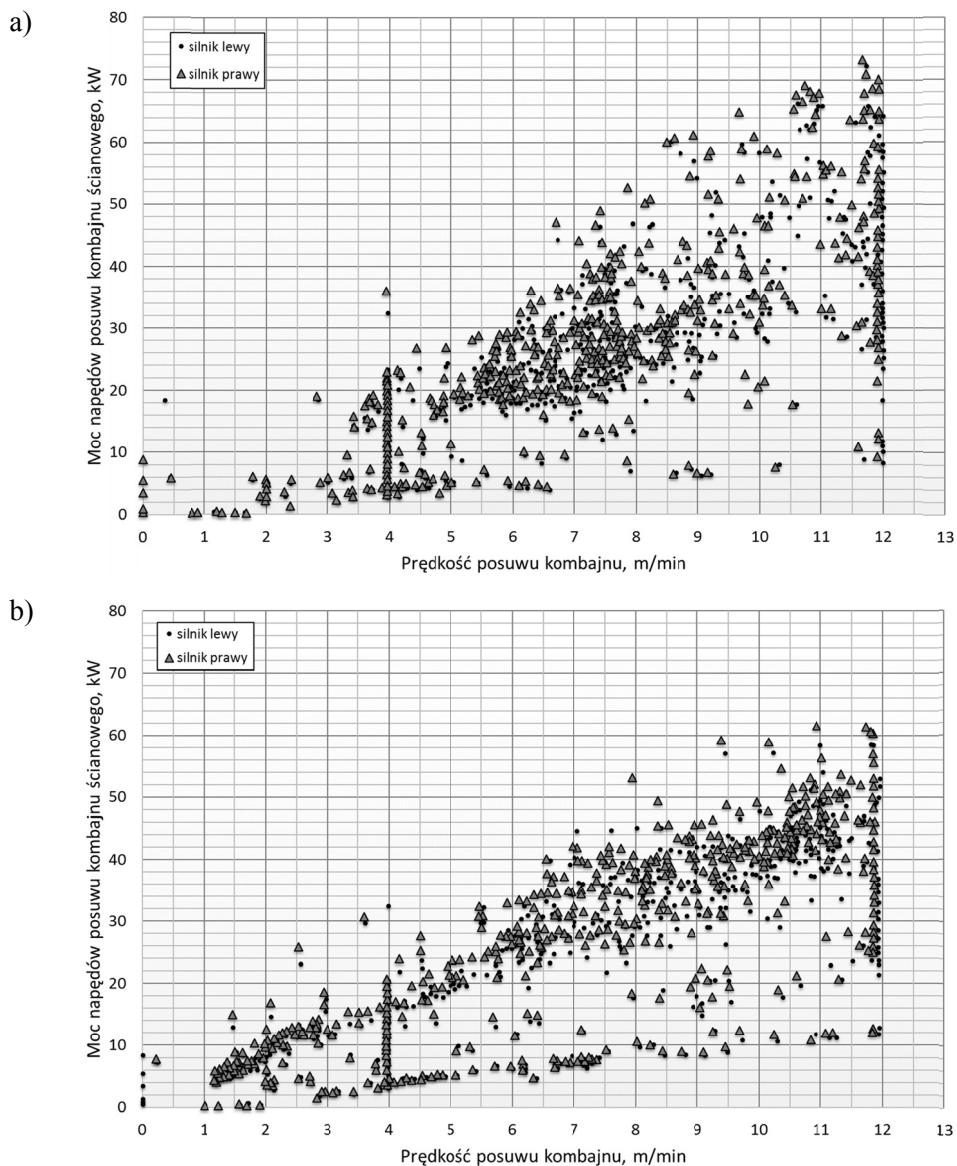 a)
Moc napędów posuwu kombajnu ścianowego, kW
80
70
60
50
40
30
20
10
0
silnik lewy
silnik prawy
0 1 2 3 4 5 6 7 8 9 10 11 12 13
Prędkość posuwu kombajnu, m/min
b)
Moc napędów posuwu kombajnu ścianowego, kW
80
70
60
50
40
30
20
10
0
silnik lewy
silnik prawy
0 1 2 3 4 5 6 7 8 9 10 11 12 13
Prędkość posuwu kombajnu, m/min